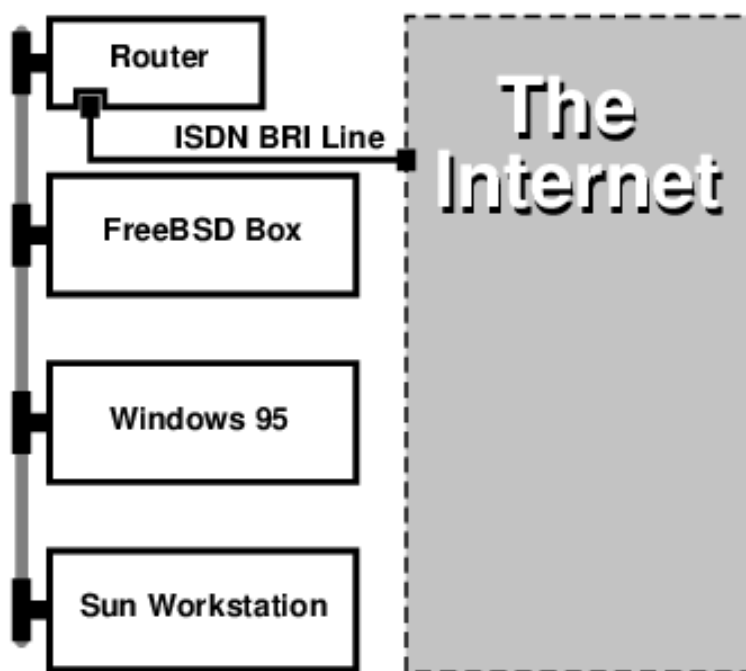 Router
ISDN BRI Line
The
Internet
FreeBSD Box
Windows 95
Sun Workstation